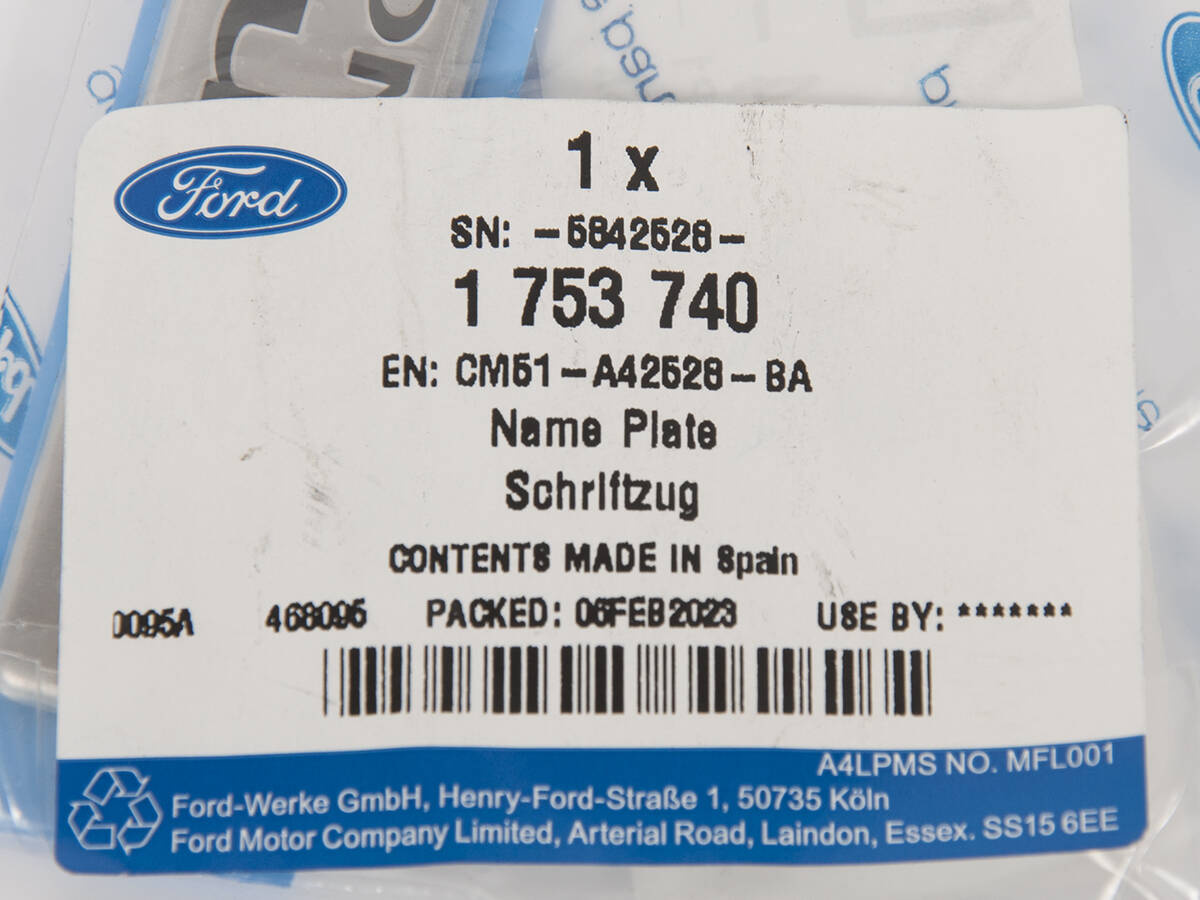 Ford
1 x
SN: -5842528-
1 753 740
EN: CM51-A42528-BA
Name Plate
Schriftzug
CONTENTS MADE IN Spain
0095A 468095 PACKED: 06FEB2023 USE BY: *******
A4LPMS NO. MFL001
Ford-Werke GmbH, Henry-Ford-Straße 1, 50735 Köln
Ford Motor Company Limited, Arterial Road, Laindon, Essex. SS15 6EE